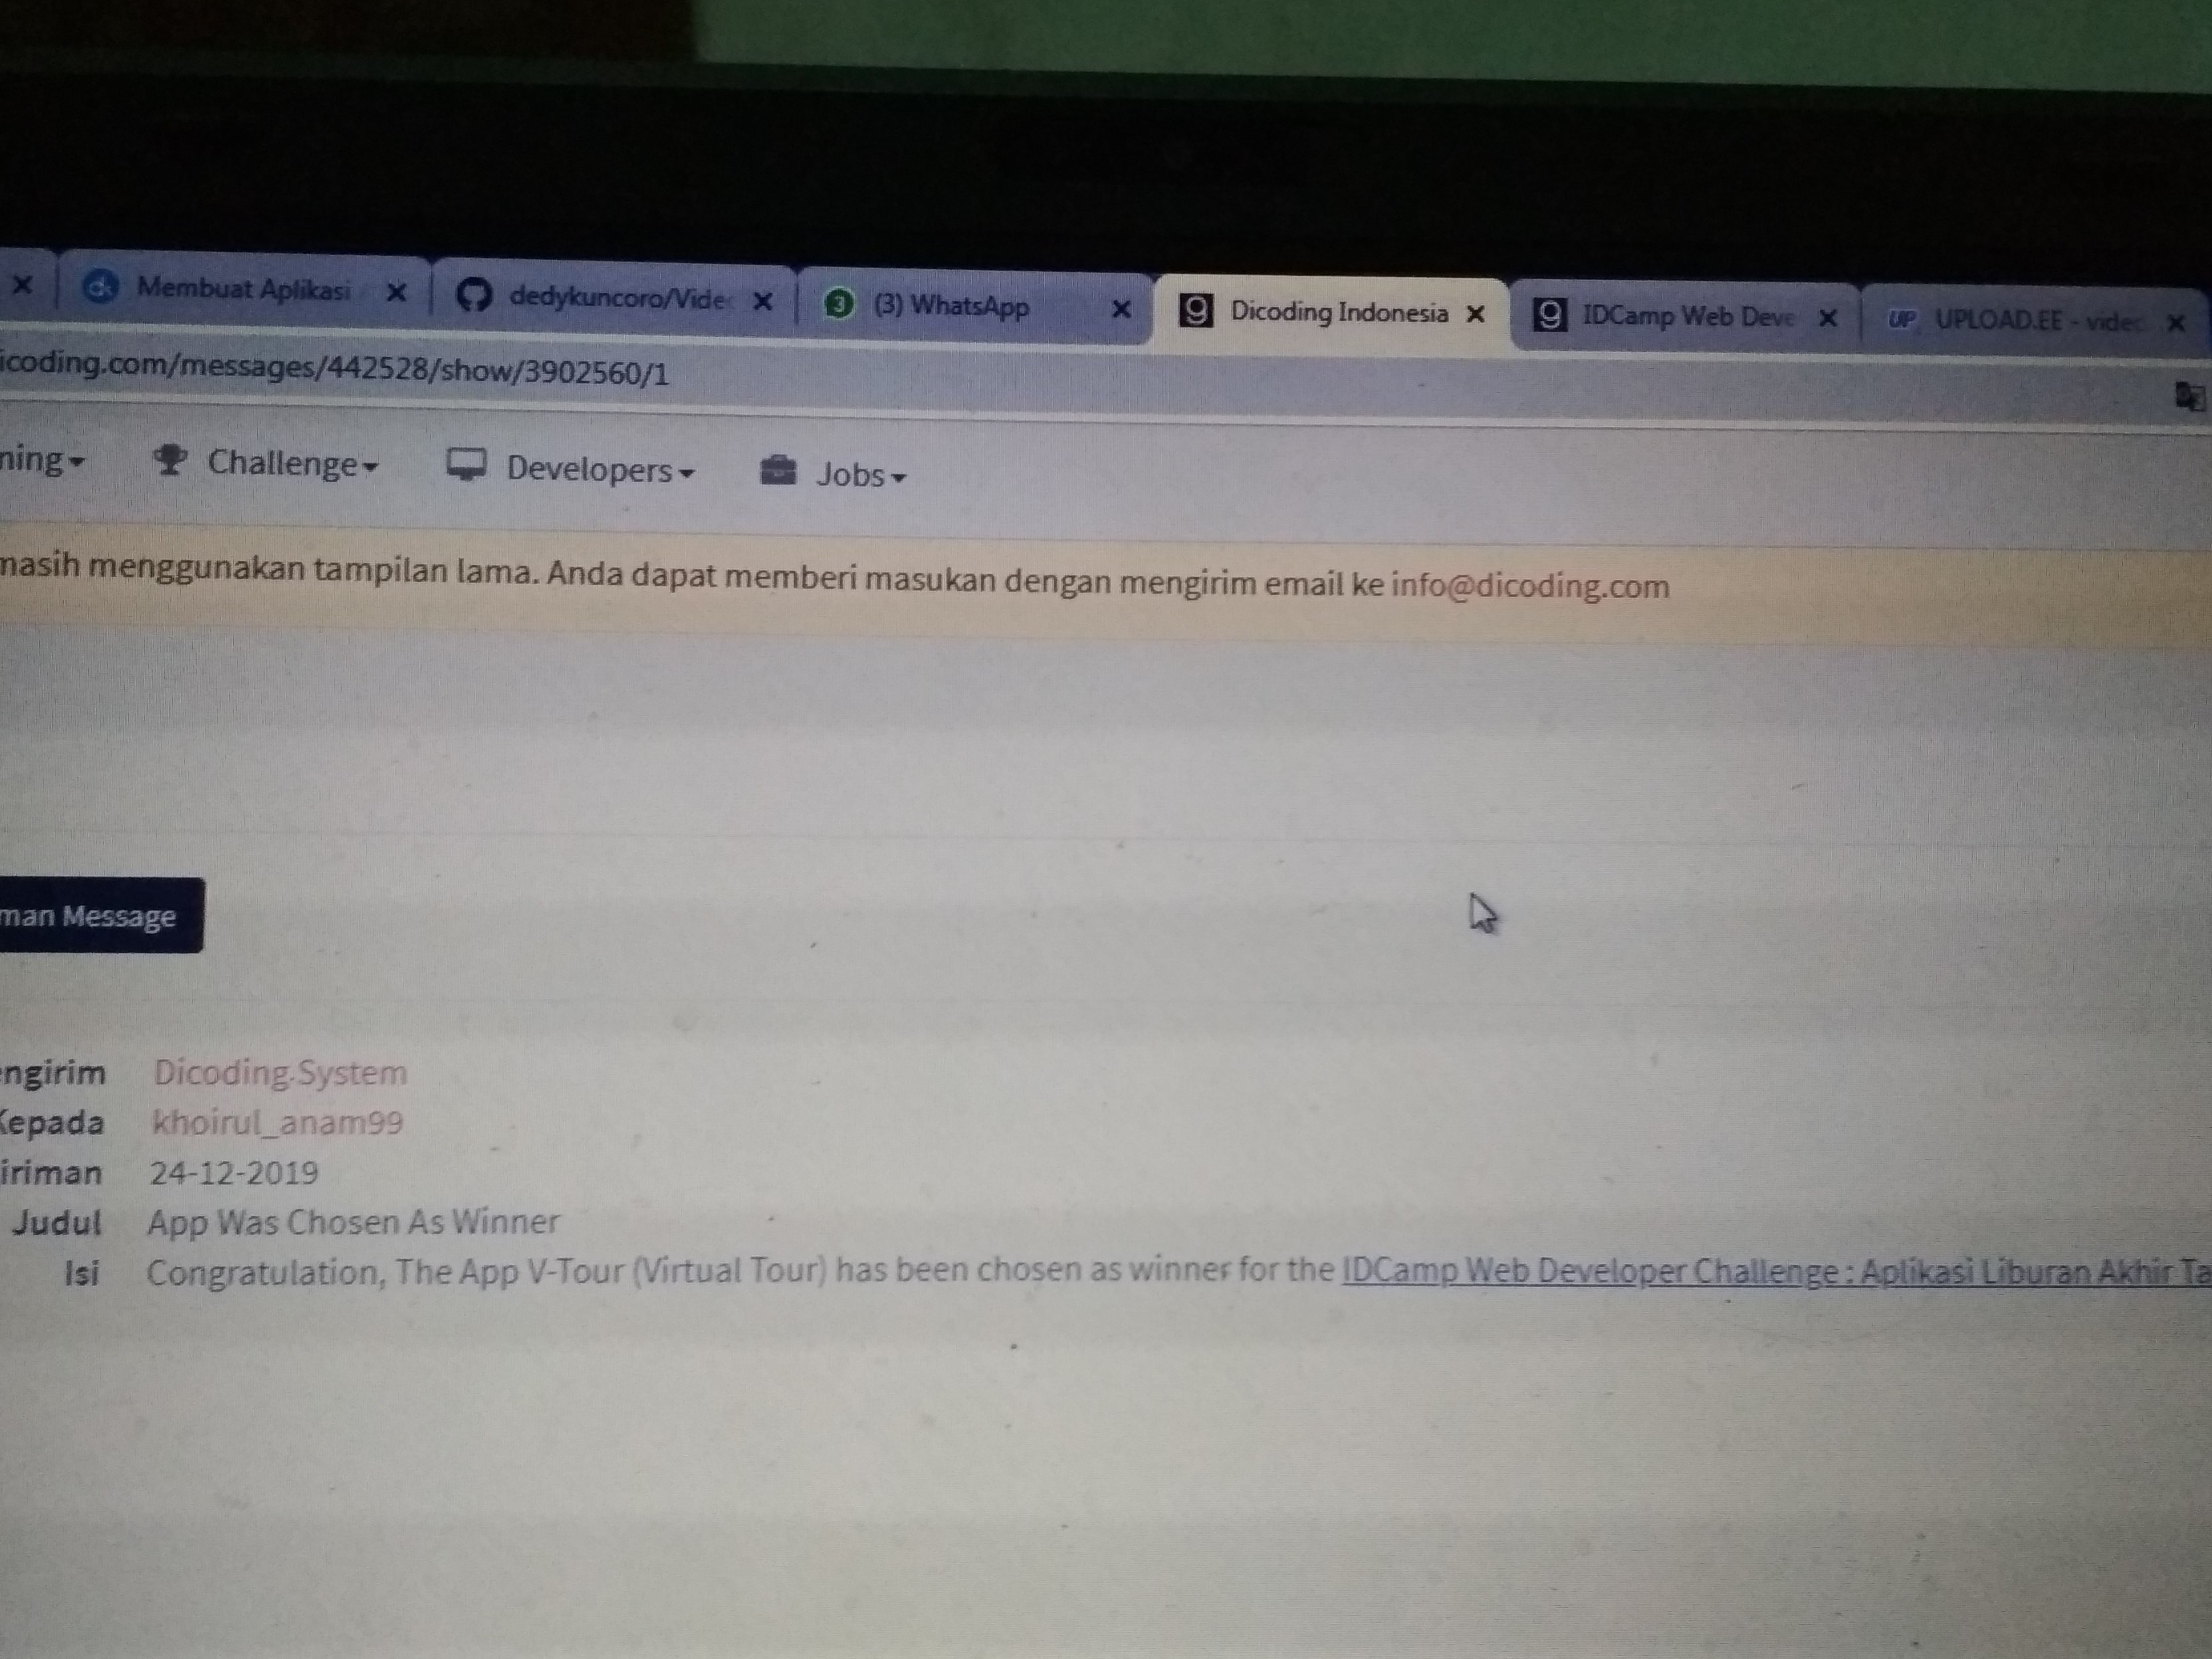 Membuat Aplikasi
dedykuncoro/Vide
3 (3) WhatsApp
Dicoding Indonesia
IDCamp Web Deve
UP UPLOAD.EE - videc
icoding.com/messages/442528/show/3902560/1
ning
Challenge
Developers
Jobs
masih menggunakan tampilan lama. Anda dapat memberi masukan dengan mengirim email ke info@dicoding.com
man Message
engirim Dicoding.System
Kepada khoirul_anam99
iriman 24-12-2019
Judul App Was Chosen As Winner
Isi Congratulation, The App V-Tour (Virtual Tour) has been chosen as winner for the IDCamp Web Developer Challenge : Aplikasi Liburan Akhir Ta